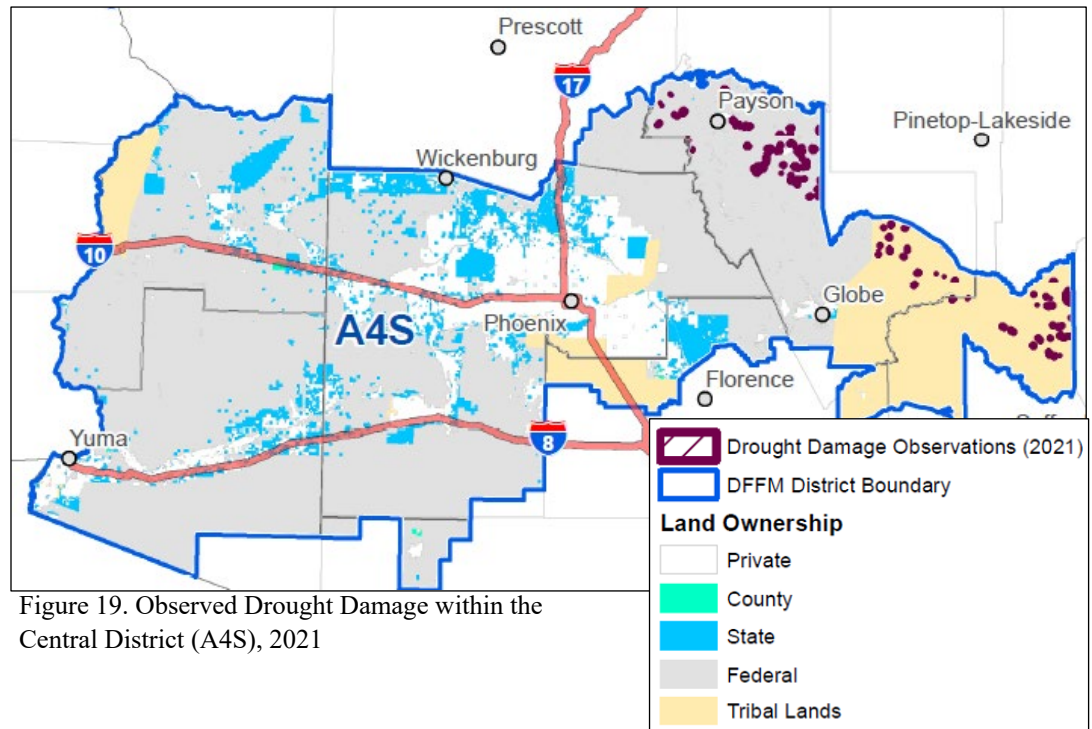 Prescott
17
Payson
Pinetop-Lakeside
Wickenburg
10
Globe
Phoenix
A4S
Florence
Yuma
8
Drought Damage Observations (2021)
DFFM District Boundary
Land Ownership
Private
County
State
Federal
Tribal Lands
Figure 19. Observed Drought Damage within the
Central District (A4S), 2021